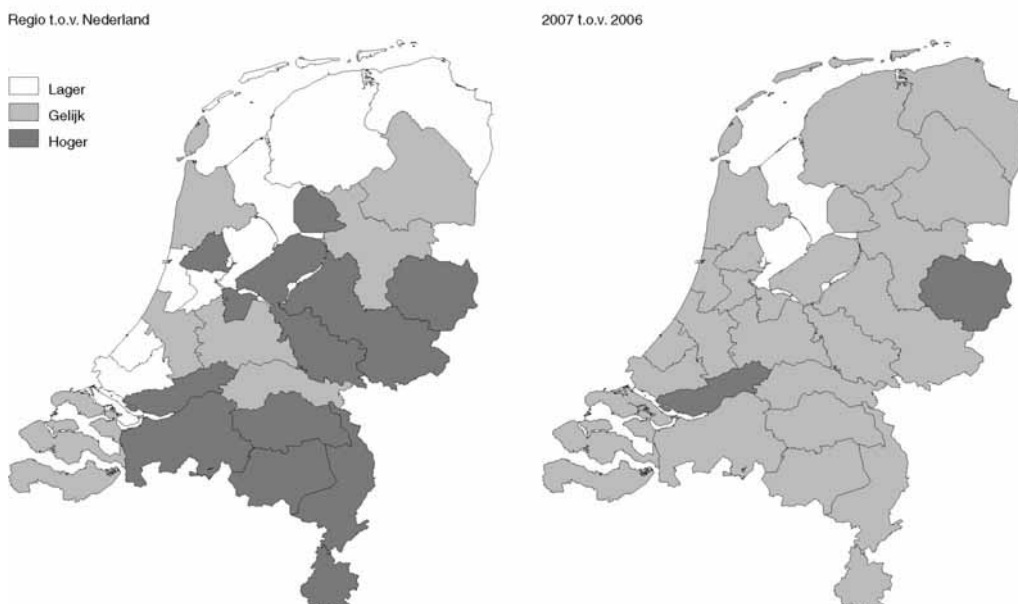 Regio t.o.v. Nederland
Lager
Gelijk
Hoger
2007 t.o.v. 2006